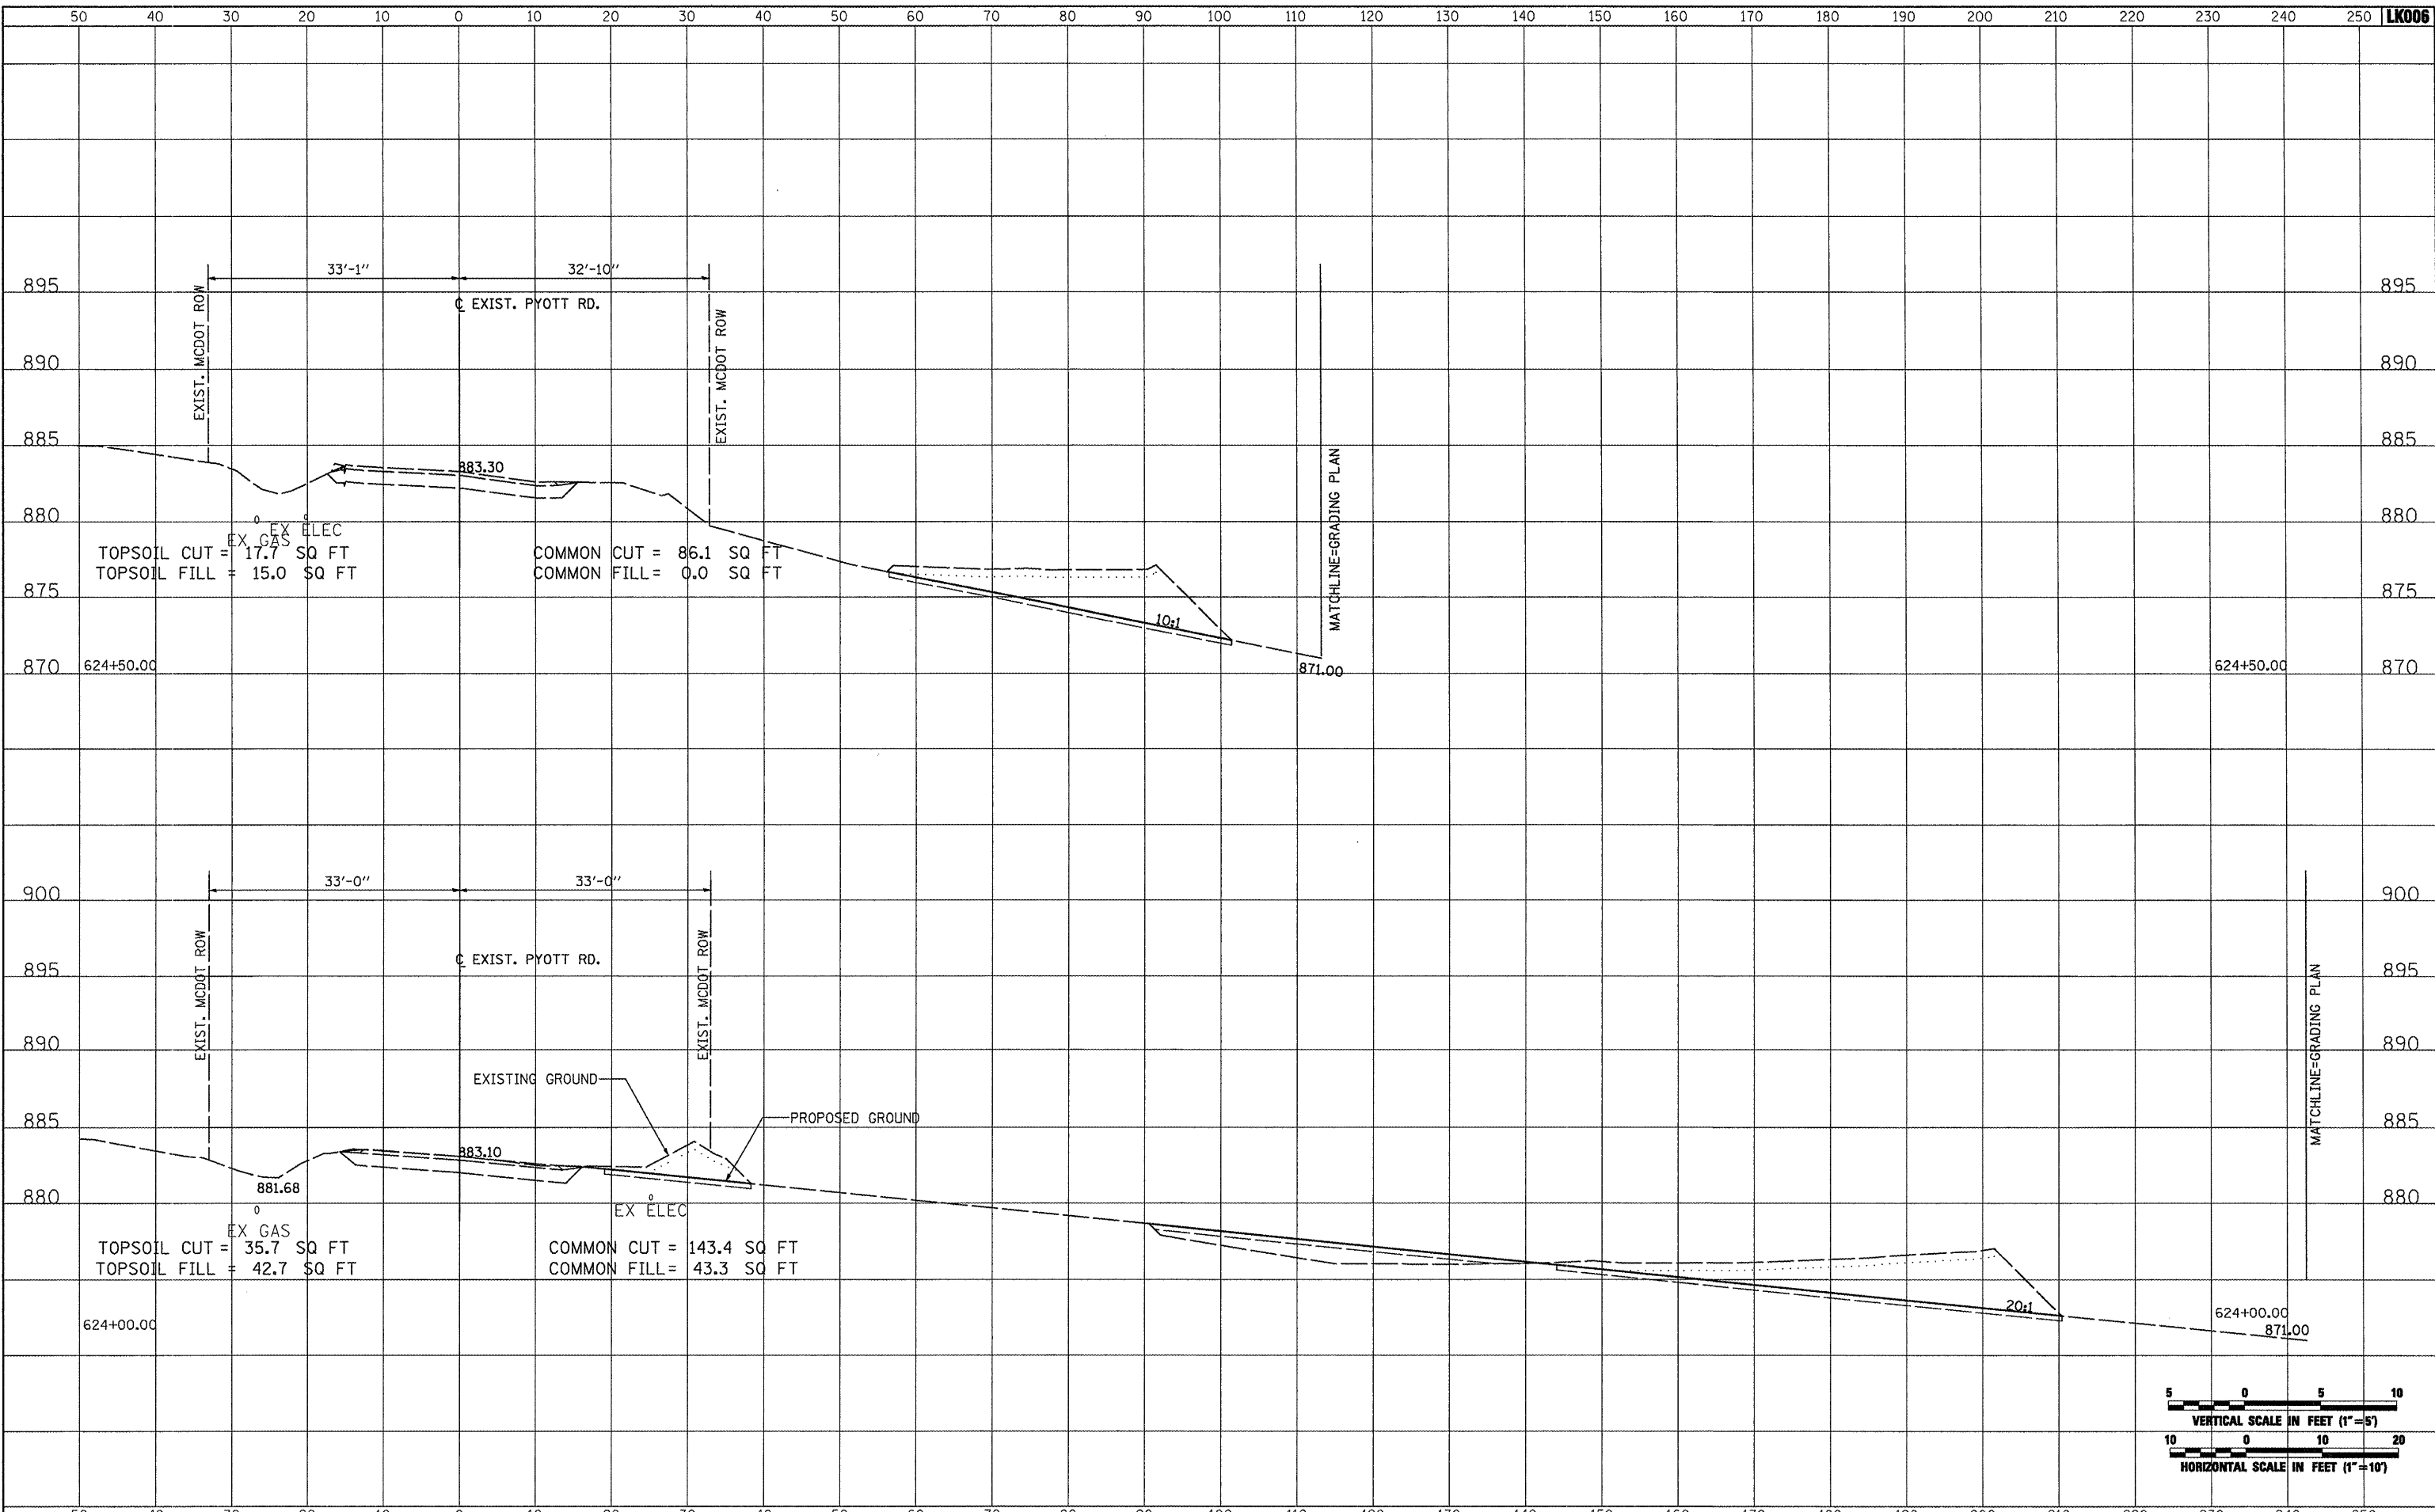 50 40 30 20 10 0 10 20 30 40 50 60 70 80 90 100 110 120 130 140 150 160 170 180 190 200 210 220 230 240 250 LK006
33'-1" 32'-10"
895 EXIST. MCDOT ROW ℄ EXIST. PYOTT RD. EXIST. MCDOT ROW 895
890 890
885 885
883.30
MATCHLINE=GRADING PLAN
880 880
EX ELEC
EX GAS
TOPSOIL CUT = 17.7 SQ FT COMMON CUT = 86.1 SQ FT
TOPSOIL FILL = 15.0 SQ FT COMMON FILL= 0.0 SQ FT
875 875
10:1
870 624+50.00 871.00 624+50.00 870
33'-0" 33'-0"
900 900
EXIST. MCDOT ROW ℄ EXIST. PYOTT RD. EXIST. MCDOT ROW
895 895
MATCHLINE=GRADING PLAN
890 890
EXISTING GROUND
885 PROPOSED GROUND 885
883.10
881.68
880 880
EX GAS EX ELEC
TOPSOIL CUT = 35.7 SQ FT COMMON CUT = 143.4 SQ FT
TOPSOIL FILL = 42.7 SQ FT COMMON FILL= 43.3 SQ FT
20:1
624+00.00 624+00.00
871.00
5 0 5 10
VERTICAL SCALE IN FEET (1"=5')
10 0 10 20
HORIZONTAL SCALE IN FEET (1"=10')